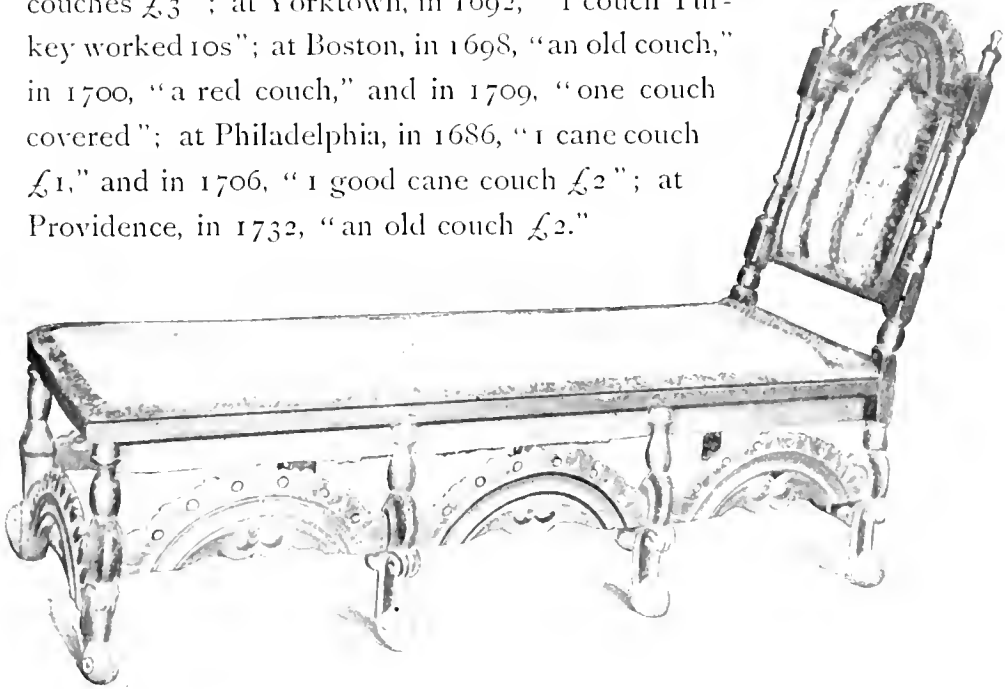 couches £3"; at Yorktown, in 1692, "1 couch Tur-
key worked 10s"; at Boston, in 1698, "an old couch,"
in 1700, "a red couch," and in 1709, "one couch
covered"; at Philadelphia, in 1686, "1 cane couch
£1," and in 1706, "1 good cane couch £2"; at
Providence, in 1732, "an old couch £2."